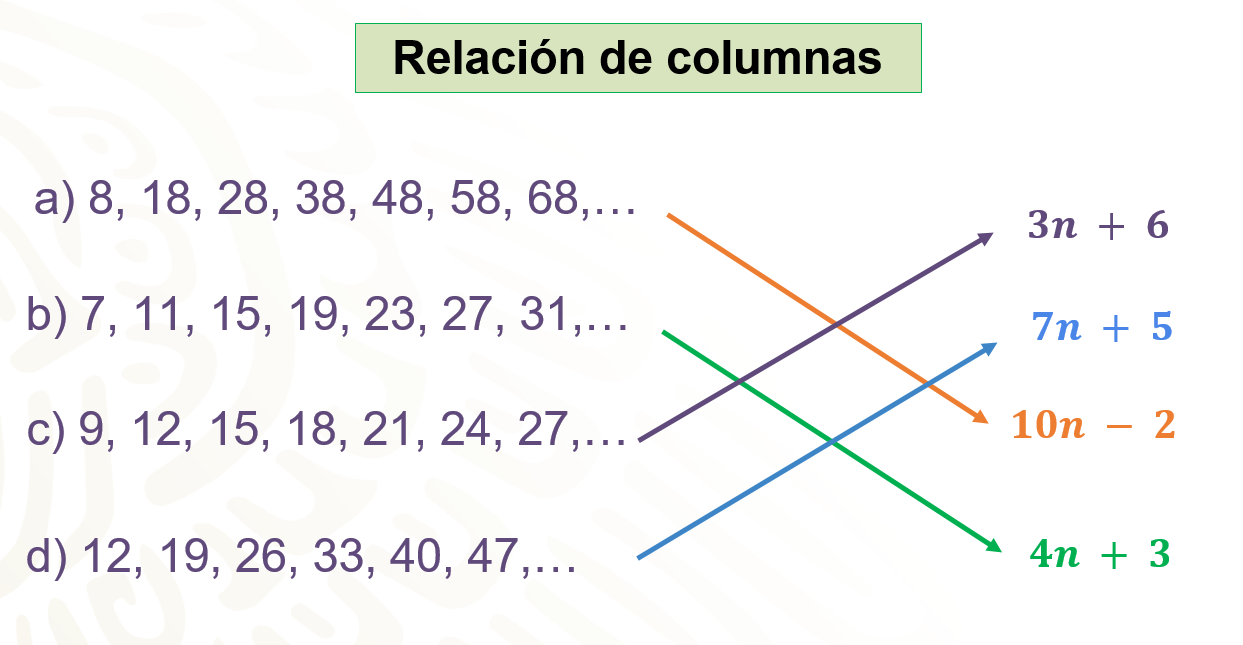 Relación de columnas
a) 8, 18, 28, 38, 48, 58, 68,…
3n + 6
b) 7, 11, 15, 19, 23, 27, 31,…
7n + 5
c) 9, 12, 15, 18, 21, 24, 27,…
10n − 2
d) 12, 19, 26, 33, 40, 47,…
4n + 3